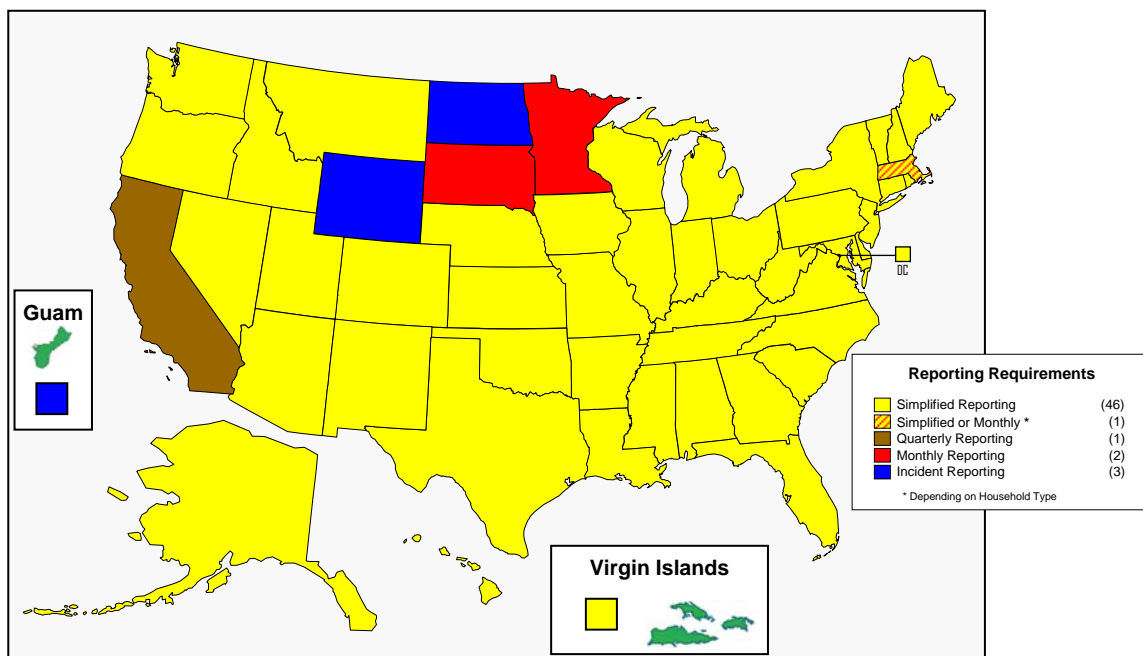 DC
Guam
Reporting Requirements
Simplified Reporting (46)
Simplified or Monthly * (1)
Quarterly Reporting (1)
Monthly Reporting (2)
Incident Reporting (3)
* Depending on Household Type
Virgin Islands